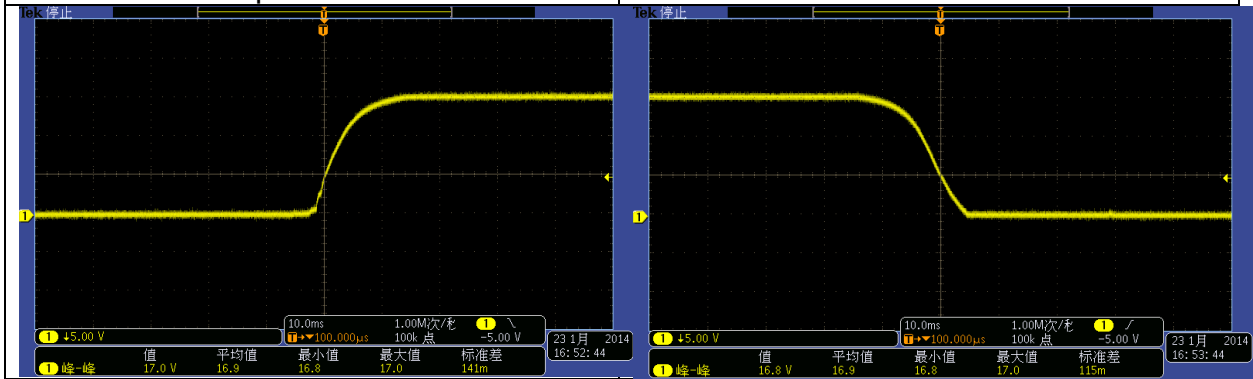 Tek 停止
T
T
1
1 ↓5.00 V
10.0ms 1.00M次/秒 1 ╲
T→▼100.000µs 100k 点 -5.00 V
23 1月 2014
16:52:44
值 平均值 最小值 最大值 标准差
1 峰-峰 17.0 V 16.9 16.8 17.0 141m
Tek 停止
T
T
1
1 ↓5.00 V
10.0ms 1.00M次/秒 1 ╱
T→▼100.000µs 100k 点 -5.00 V
23 1月 2014
16:53:44
值 平均值 最小值 最大值 标准差
1 峰-峰 16.8 V 16.9 16.8 17.0 115m